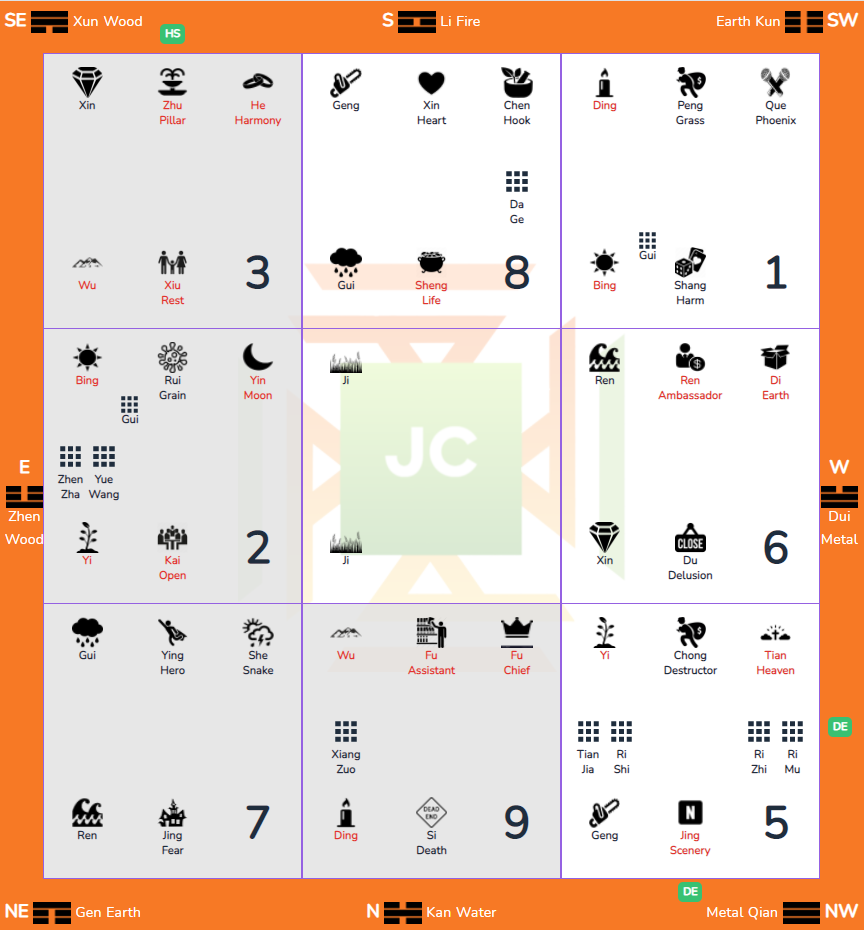 SE Xun Wood
HS
S Li Fire
Earth Kun SW
Xin
Zhu
Pillar
He
Harmony
Wu
Xiu
Rest
3
Geng
Xin
Heart
Chen
Hook
Da
Ge
Gui
Sheng
Life
8
Ding
Peng
Grass
Que
Phoenix
Gui
Bing
Shang
Harm
1
E
Zhen
Wood
Bing
Rui
Grain
Yin
Moon
Gui
Zhen
Zha
Yue
Wang
Yi
Kai
Open
2
Ji
JC
Ji
Ren
Ren
Ambassador
Di
Earth
Xin
CLOSE
Du
Delusion
6
W
Dui
Metal
Gui
Ying
Hero
She
Snake
Ren
Jing
Fear
7
Wu
Fu
Assistant
Fu
Chief
Xiang
Zuo
Ding
DEAD
END
Si
Death
9
Yi
Chong
Destructor
Tian
Heaven
Tian
Jia
Ri
Shi
Ri
Zhi
Ri
Mu
Geng
N
Jing
Scenery
5
DE
NE Gen Earth
N Kan Water
DE
Metal Qian NW